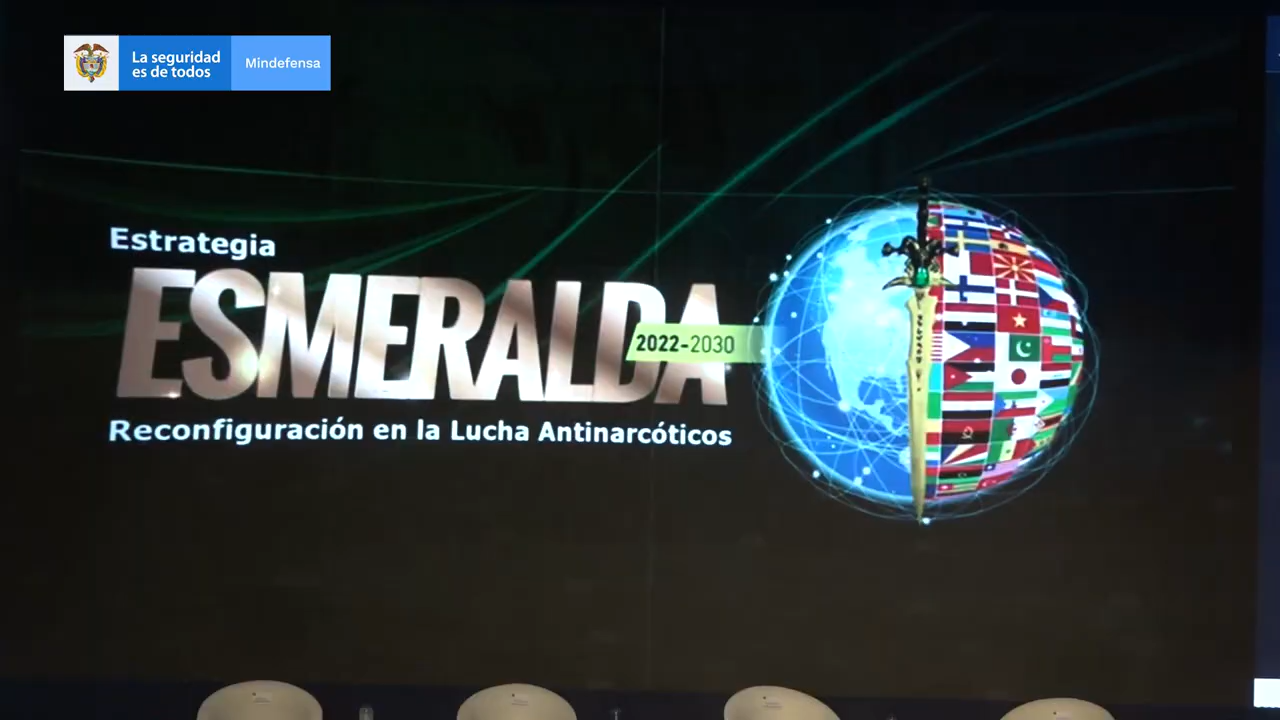 La seguridad
es de todos
Mindefensa
Estrategia
ESMERALDA
2022-2030
Reconfiguración en la Lucha Antinarcóticos